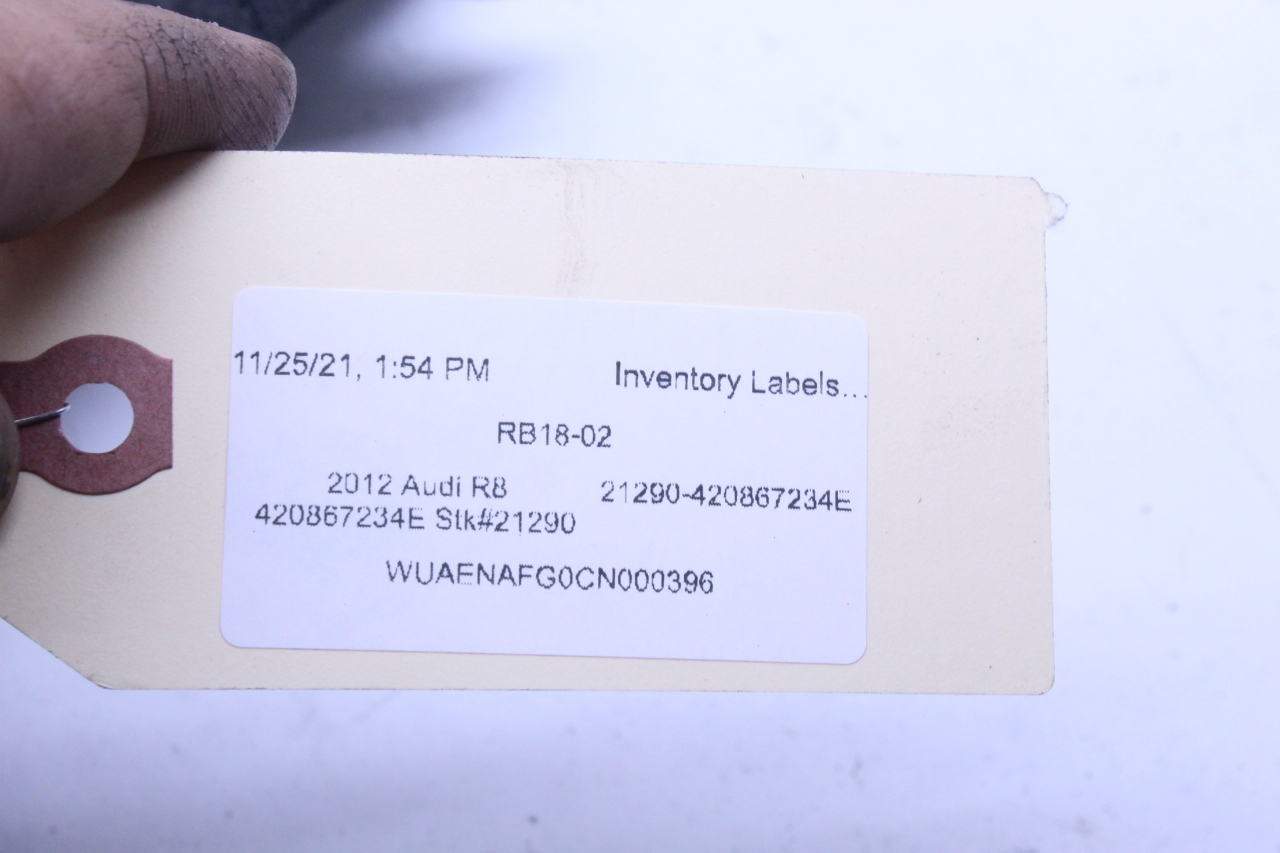 11/25/21, 1:54 PM Inventory Labels...
RB18-02
2012 Audi R8 21290-420867234E
420867234E Stk#21290
WUAENAFG0CN000396